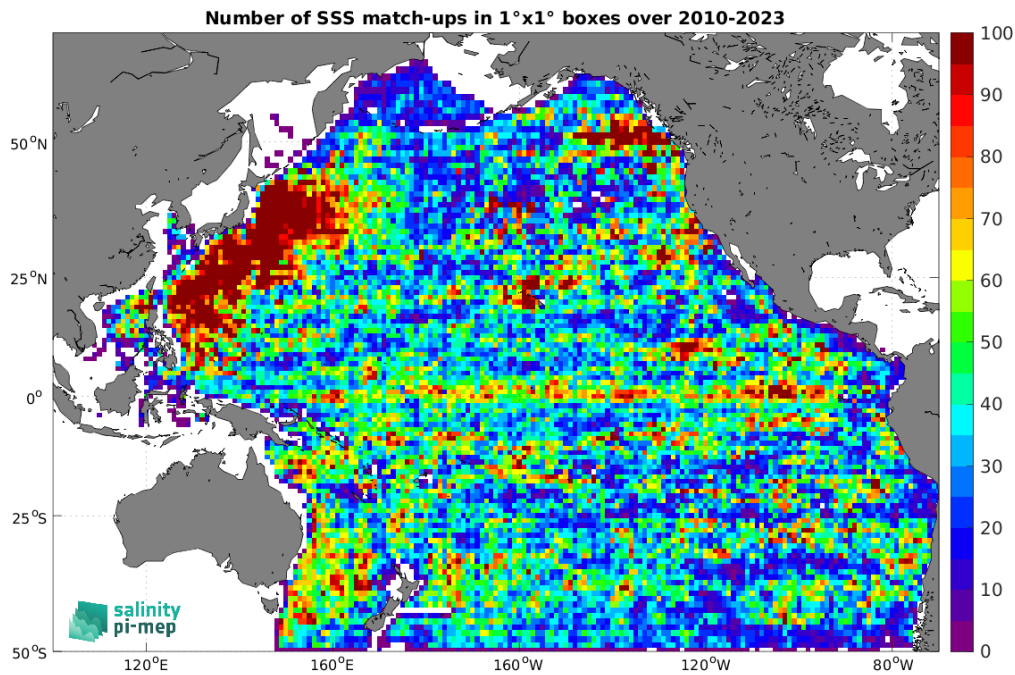 Number of SSS match-ups in 1°x1° boxes over 2010-2023
50°N
25°N
0°
25°S
50°S
120°E
160°E
160°W
120°W
80°W
100
90
80
70
60
50
40
30
20
10
0
salinity
pi-mep